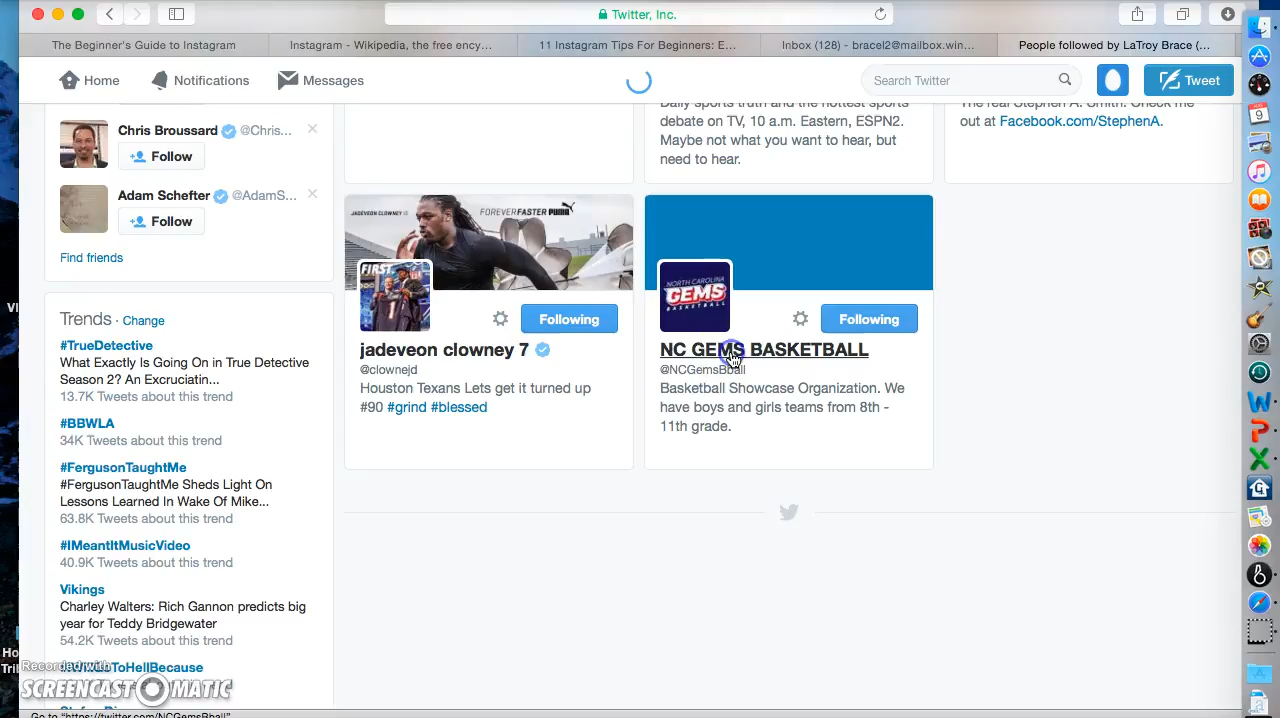 Twitter, Inc.
The Beginner's Guide to Instagram
Instagram - Wikipedia, the free ency...
11 Instagram Tips For Beginners: E...
Inbox (128) - bracel2@mailbox.win...
People followed by LaTroy Brace (...
Home
Notifications
Messages
Search Twitter
Tweet
Chris Broussard @Chris...
Follow
Adam Schefter @AdamS...
Follow
Find friends
Daily sports truth and the hottest sports
debate on TV, 10 a.m. Eastern, ESPN2.
Maybe not what you want to hear, but
need to hear.
The real Stephen A. Smith. Check me
out at Facebook.com/StephenA.
JADEVEON CLOWNEY IS
FOREVER FASTER PUMA
FIRST
Following
jadeveon clowney 7
@clownejd
Houston Texans Lets get it turned up
#90 #grind #blessed
NORTH CAROLINA
GEMS
BASKETBALL
Following
NC GEMS BASKETBALL
@NCGemsBball
Basketball Showcase Organization. We
have boys and girls teams from 8th -
11th grade.
Trends · Change
#TrueDetective
What Exactly Is Going On in True Detective
Season 2? An Excruciatin...
13.7K Tweets about this trend
#BBWLA
34K Tweets about this trend
#FergusonTaughtMe
#FergusonTaughtMe Sheds Light On
Lessons Learned In Wake Of Mike...
63.8K Tweets about this trend
#IMeantItMusicVideo
40.9K Tweets about this trend
Vikings
Charley Walters: Rich Gannon predicts big
year for Teddy Bridgewater
54.2K Tweets about this trend
ToHellBecause
Recorded with
SCREENCAST-O-MATIC
Go to "https://twitter.com/NCGemsBball"